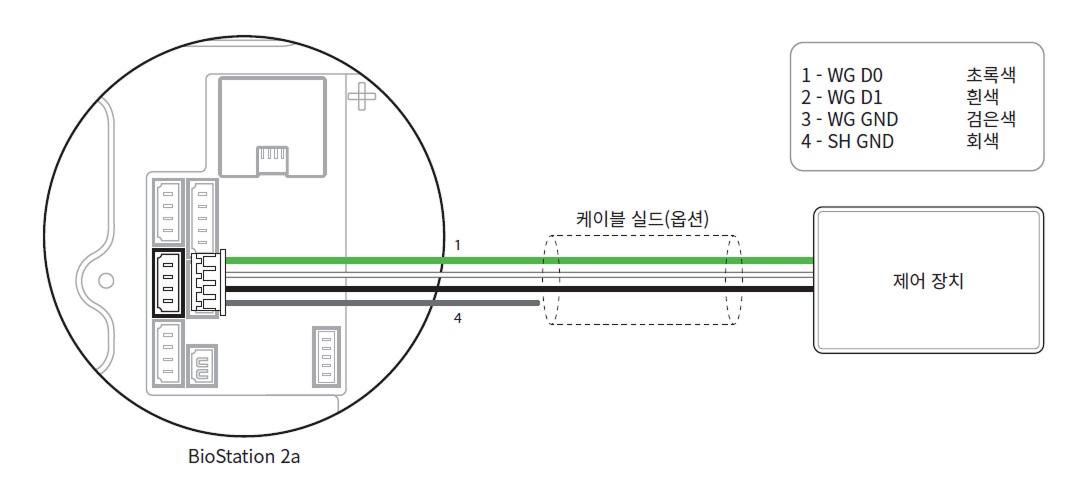 1 - WG D0 초록색
2 - WG D1 흰색
3 - WG GND 검은색
4 - SH GND 회색
케이블 실드(옵션)
1
제어 장치
4
BioStation 2a